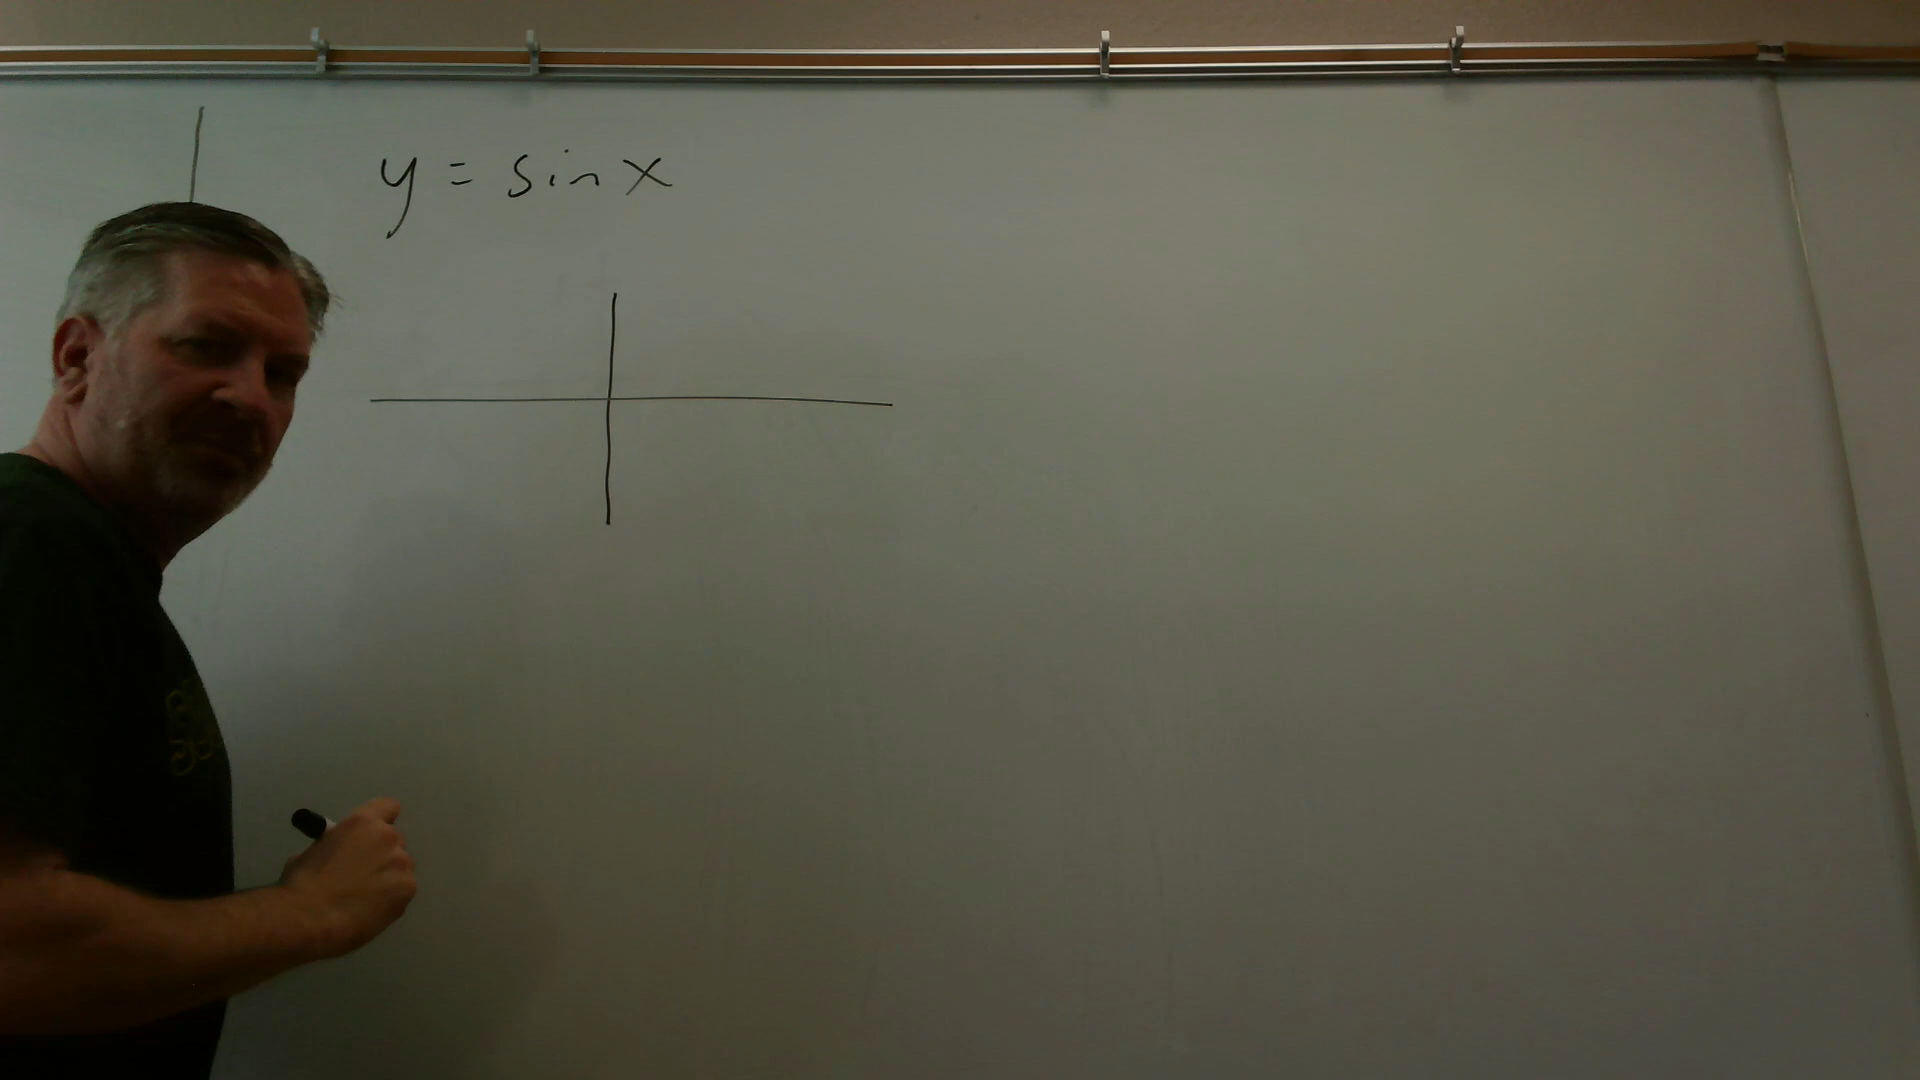 y = sin x